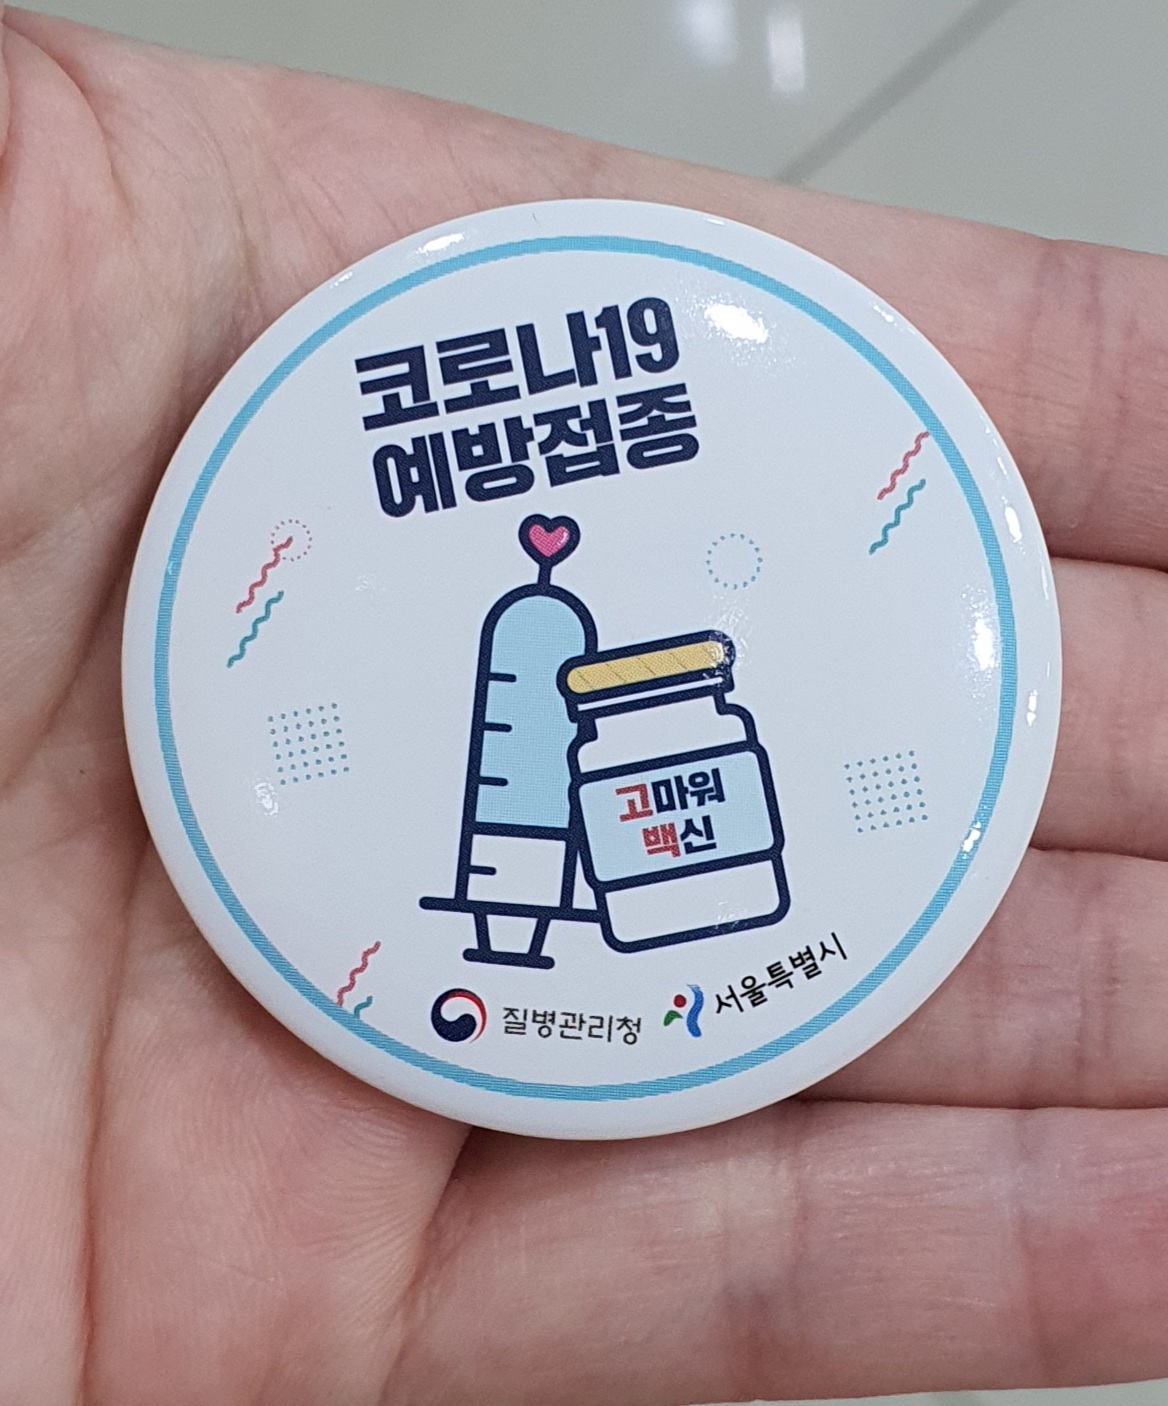 코로나19
예방접종
고마워
백신
질병관리청 서울특별시